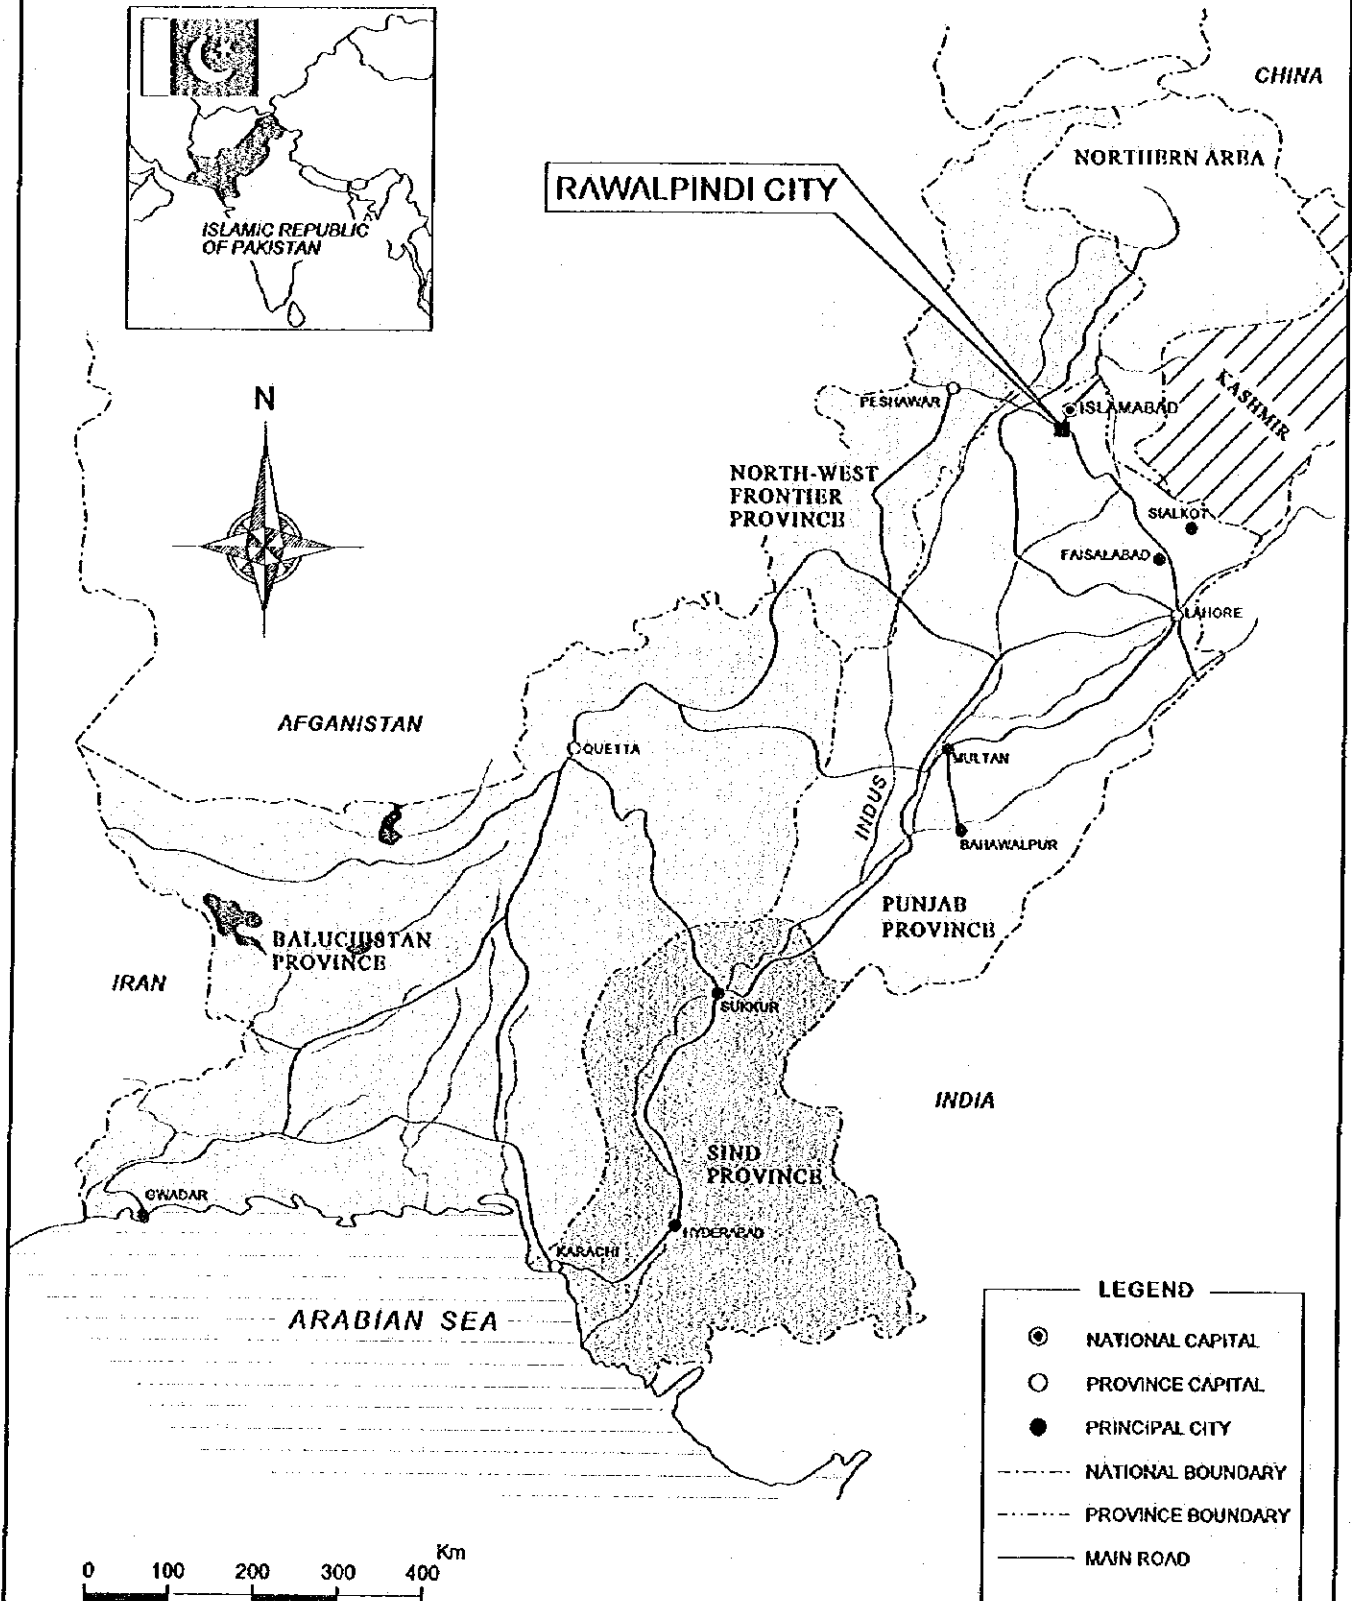 ISLAMIC REPUBLIC
OF PAKISTAN
CHINA
NORTHERN AREA
RAWALPINDI CITY
N
PESHAWAR
ISLAMABAD
KASHMIR
NORTH-WEST
FRONTIER
PROVINCE
SIALKOT
FAISALABAD
LAHORE
AFGANISTAN
QUETTA
MULTAN
INDUS
BAHAWALPUR
PUNJAB
PROVINCE
BALUCHISTAN
PROVINCE
IRAN
SUKKUR
INDIA
SIND
PROVINCE
GWADAR
HYDERABAD
KARACHI
ARABIAN SEA
LEGEND
NATIONAL CAPITAL
PROVINCE CAPITAL
PRINCIPAL CITY
NATIONAL BOUNDARY
PROVINCE BOUNDARY
MAIN ROAD
0 100 200 300 400 Km